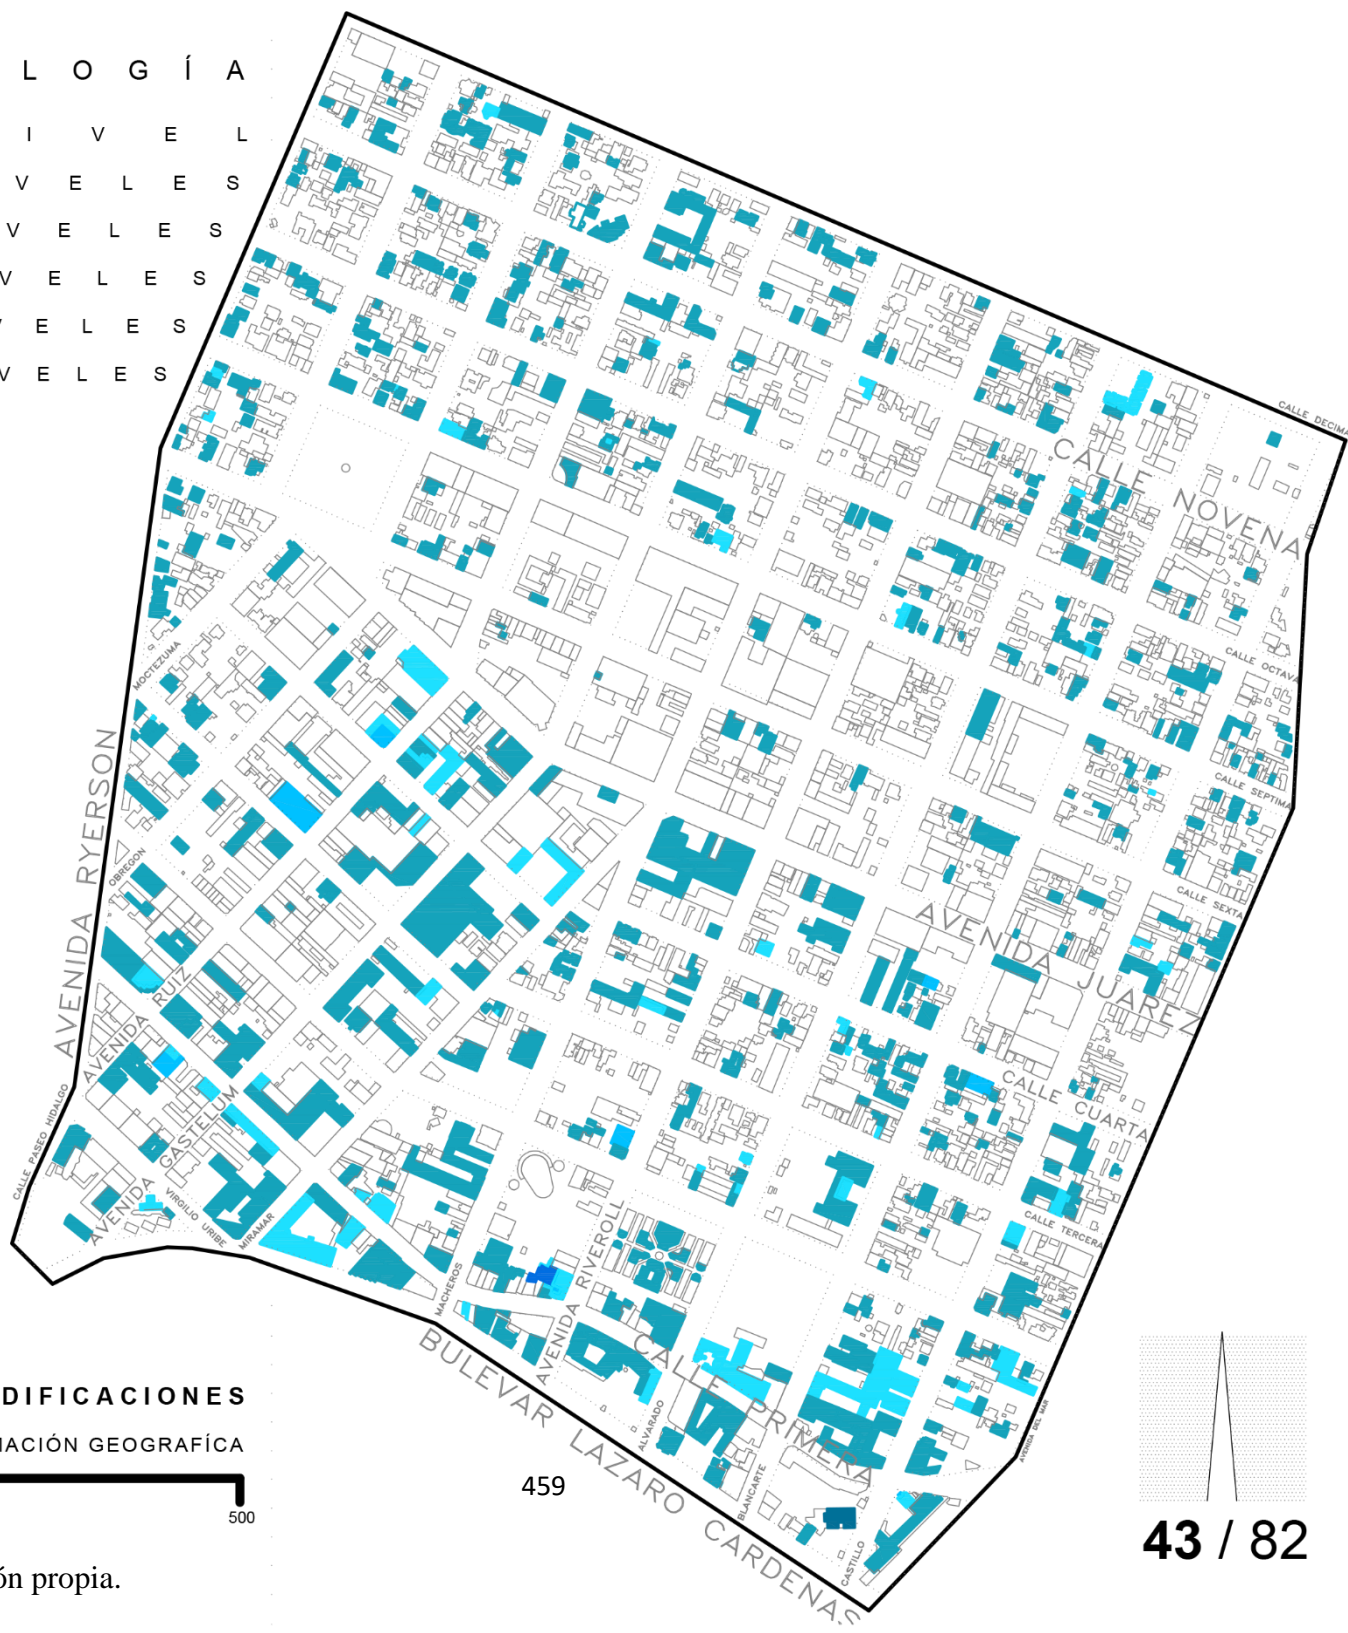 L O G Í A
I V E L
V E L E S
V E L E S
V E L E S
V E L E S
V E L E S
CALLE DECIMA
CALLE NOVENA
CALLE OCTAVA
MOCTEZUMA
AVENIDA RYERSON
CALLE SEPTIMA
OBREGON
CALLE SEXTA
AVENIDA JUAREZ
AVENIDA RUIZ
CALLE CUARTA
CALLE PASEO HIDALGO
AVENIDA GASTELUM
VIRGILIO URIBE
MIRAMAR
CALLE TERCERA
MACHEROS
AVENIDA RIVEROLL
CALLE PRIMERA
BULEVAR LAZARO CARDENAS
ALVARADO
BLANCARTE
CASTILLO
AVENIDA DEL MAR
DIFICACIONES
MACIÓN GEOGRAFÍCA
500
459
43 / 82
ón propia.